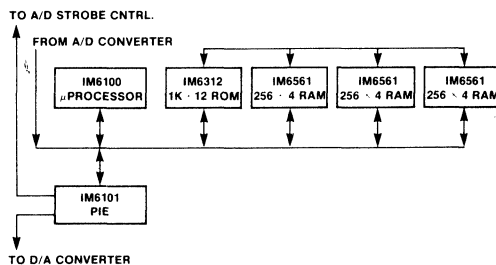 TO A/D STROBE CNTRL.
FROM A/D CONVERTER
IM6100
μPROCESSOR
IM6312
1K · 12 ROM
IM6561
256 · 4 RAM
IM6561
256 × 4 RAM
IM6561
256 × 4 RAM
IM6101
PIE
TO D/A CONVERTER